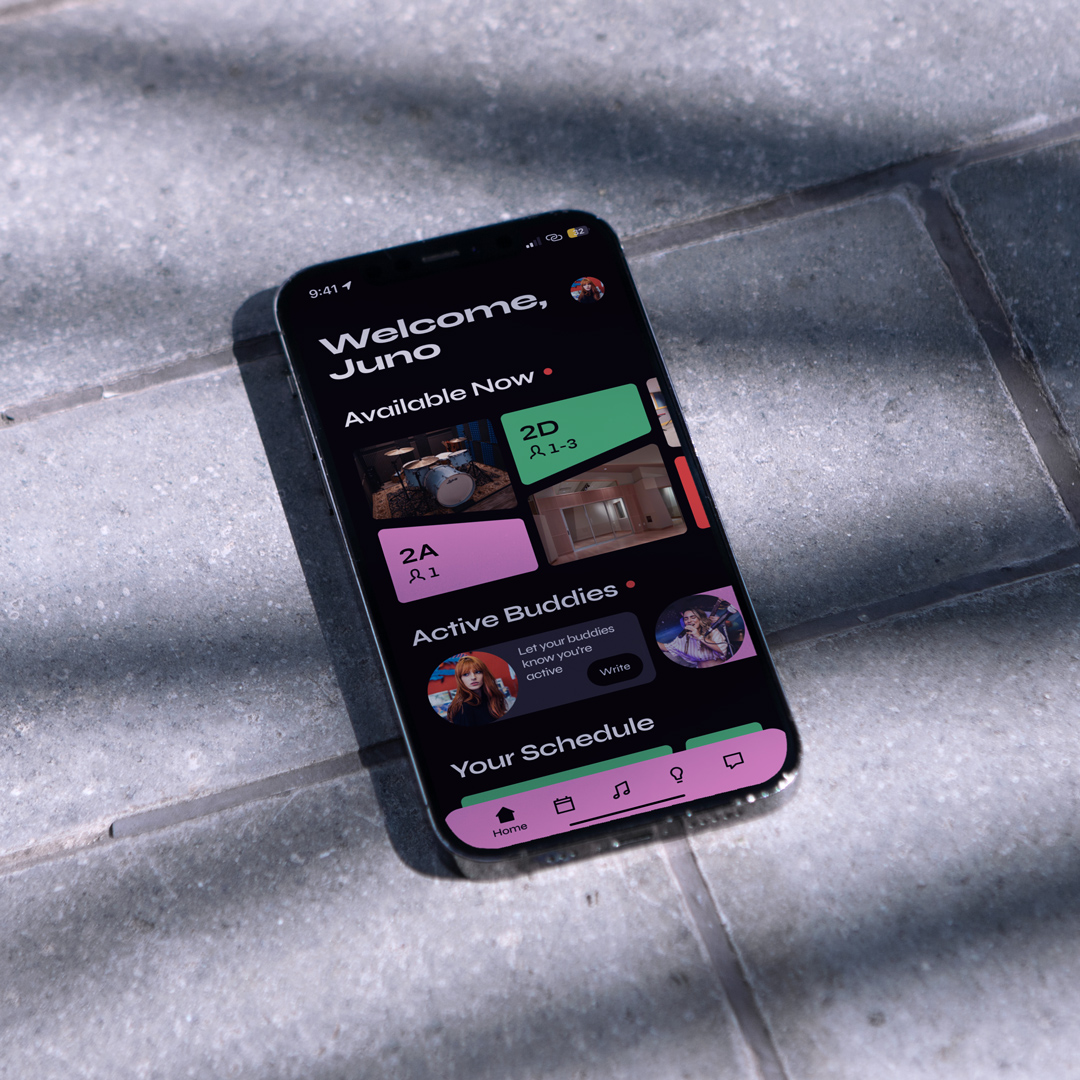 9:41
32
Welcome,
Juno
Available Now
2D
1-3
2A
1
Active Buddies
Let your buddies
know you're
active
Write
Your Schedule
Home